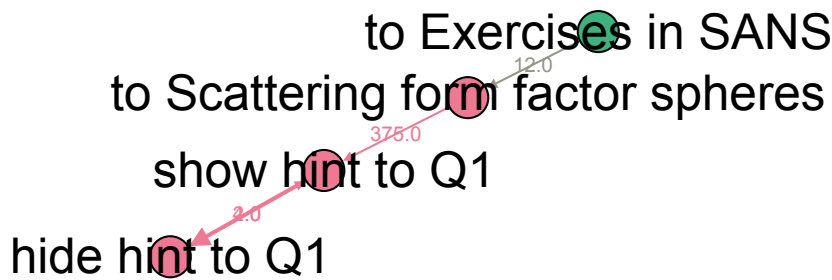 to Exercises in SANS
12.0
to Scattering form factor spheres
375.0
show hint to Q1
hide hint to Q1